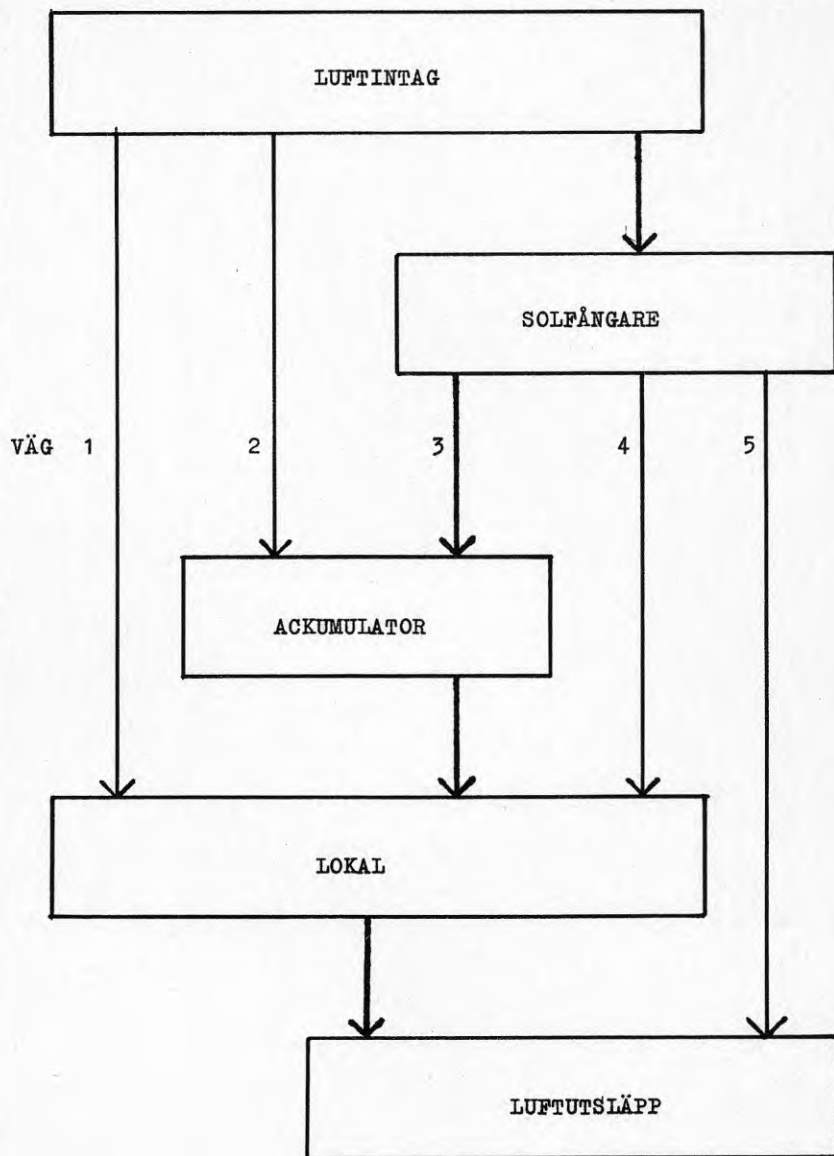 LUFTINTAG
SOLFÅNGARE
VÄG 1 2 3 4 5
ACKUMULATOR
LOKAL
LUFTUTSLÄPP